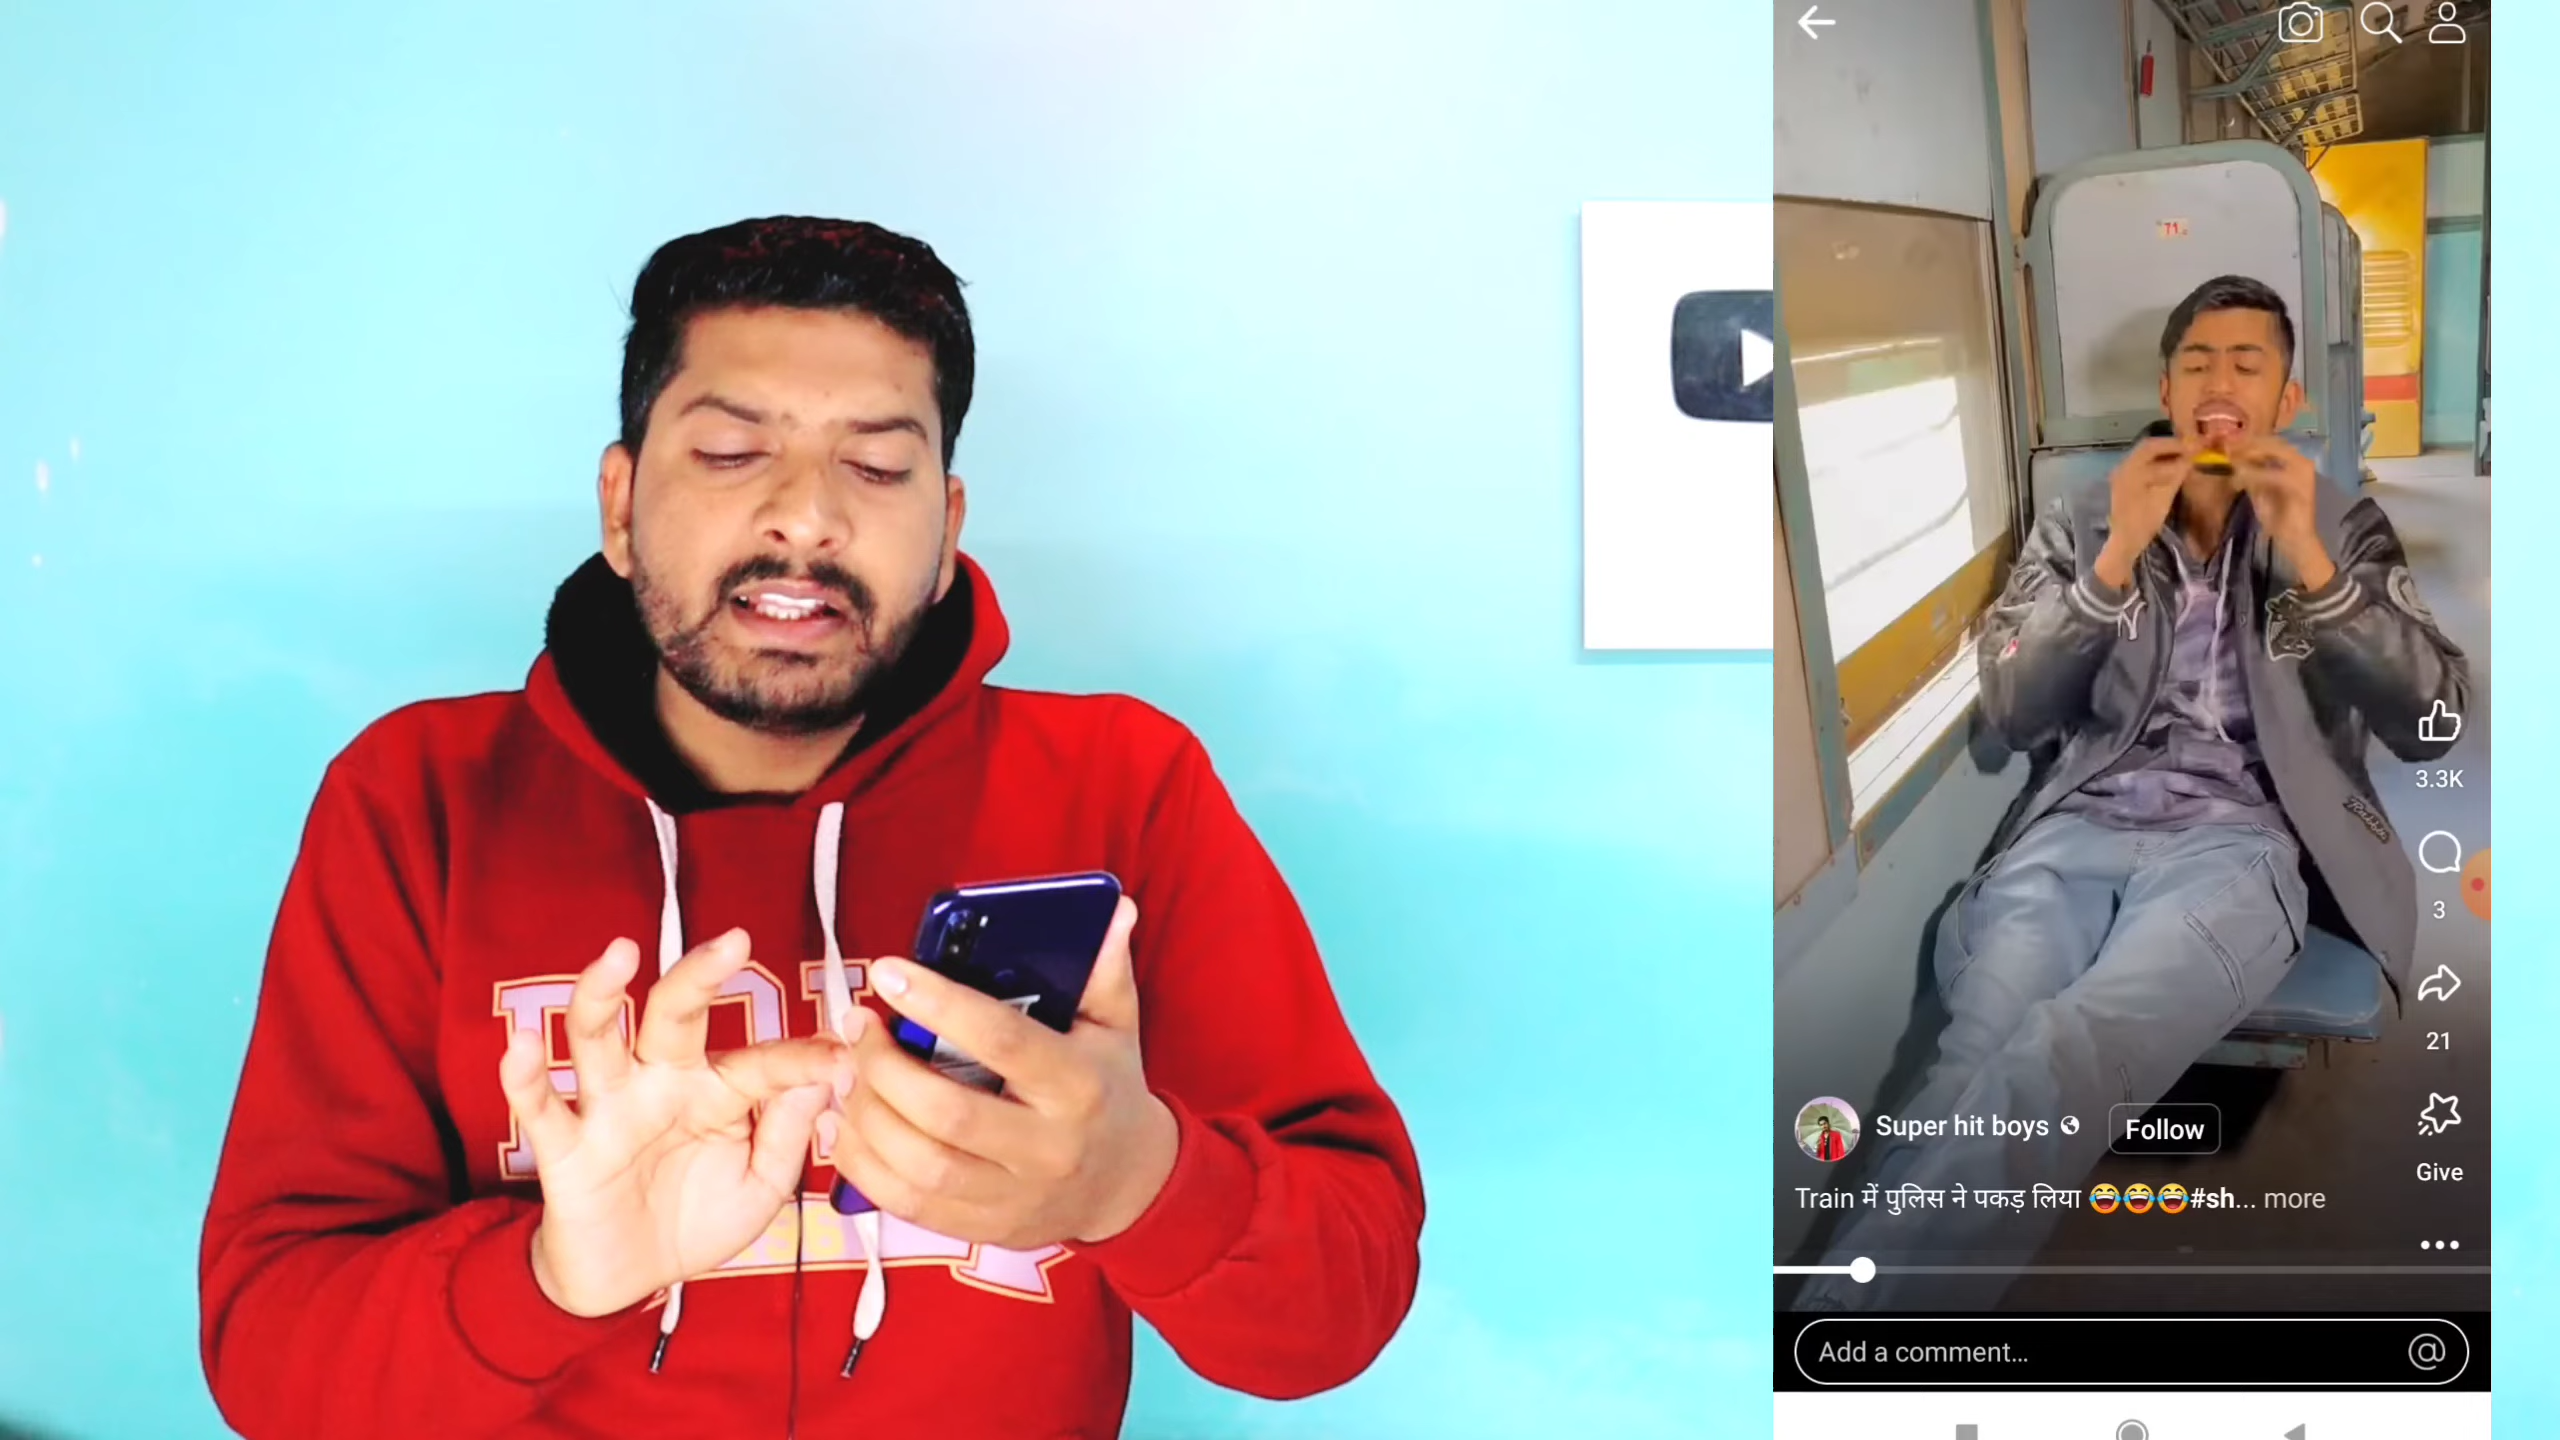 71
3.3K
3
21
Super hit boys
Follow
Give
Train में पुलिस ने पकड़ लिया 😂😂😂#sh... more
Add a comment...
@